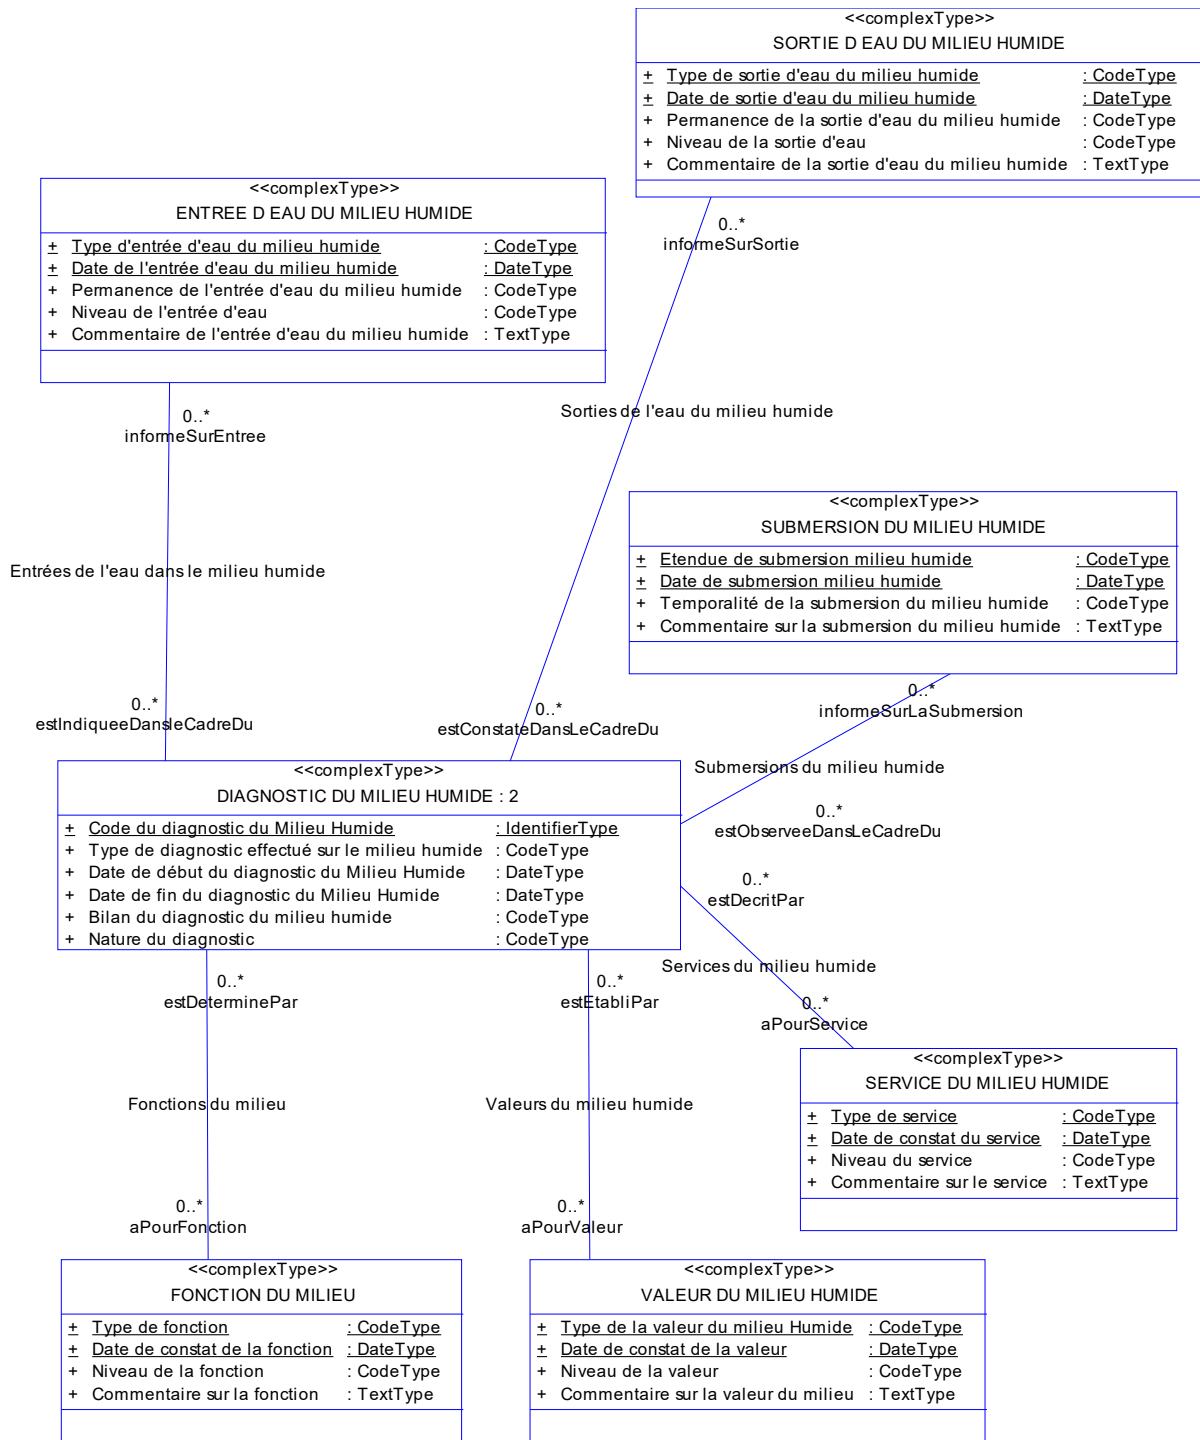 <<complexType>>
SORTIE D EAU DU MILIEU HUMIDE
+ Type de sortie d'eau du milieu humide : CodeType
+ Date de sortie d'eau du milieu humide : DateType
+ Permanence de la sortie d'eau du milieu humide : CodeType
+ Niveau de la sortie d'eau : CodeType
+ Commentaire de la sortie d'eau du milieu humide : TextType
<<complexType>>
ENTREE D EAU DU MILIEU HUMIDE
+ Type d'entrée d'eau du milieu humide : CodeType
+ Date de l'entrée d'eau du milieu humide : DateType
+ Permanence de l'entrée d'eau du milieu humide : CodeType
+ Niveau de l'entrée d'eau : CodeType
+ Commentaire de l'entrée d'eau du milieu humide : TextType
0..*
informeSurSortie
0..*
informeSurEntree
Sorties de l'eau du milieu humide
Entrées de l'eau dans le milieu humide
<<complexType>>
SUBMERSION DU MILIEU HUMIDE
+ Etendue de submersion milieu humide : CodeType
+ Date de submersion milieu humide : DateType
+ Temporalité de la submersion du milieu humide : CodeType
+ Commentaire sur la submersion du milieu humide : TextType
0..*
estIndiqueeDansleCadreDu
0..*
estConstateDansLeCadreDu
0..*
informeSurLaSubmersion
Submersions du milieu humide
0..*
estObserveeDansLeCadreDu
<<complexType>>
DIAGNOSTIC DU MILIEU HUMIDE : 2
+ Code du diagnostic du Milieu Humide : IdentifierType
+ Type de diagnostic effectué sur le milieu humide : CodeType
+ Date de début du diagnostic du Milieu Humide : DateType
+ Date de fin du diagnostic du Milieu Humide : DateType
+ Bilan du diagnostic du milieu humide : CodeType
+ Nature du diagnostic : CodeType
0..*
estDecritPar
Services du milieu humide
0..*
aPourService
0..*
estDeterminePar
0..*
estEtabliPar
Fonctions du milieu
Valeurs du milieu humide
<<complexType>>
SERVICE DU MILIEU HUMIDE
+ Type de service : CodeType
+ Date de constat du service : DateType
+ Niveau du service : CodeType
+ Commentaire sur le service : TextType
0..*
aPourFonction
0..*
aPourValeur
<<complexType>>
FONCTION DU MILIEU
+ Type de fonction : CodeType
+ Date de constat de la fonction : DateType
+ Niveau de la fonction : CodeType
+ Commentaire sur la fonction : TextType
<<complexType>>
VALEUR DU MILIEU HUMIDE
+ Type de la valeur du milieu Humide : CodeType
+ Date de constat de la valeur : DateType
+ Niveau de la valeur : CodeType
+ Commentaire sur la valeur du milieu : TextType